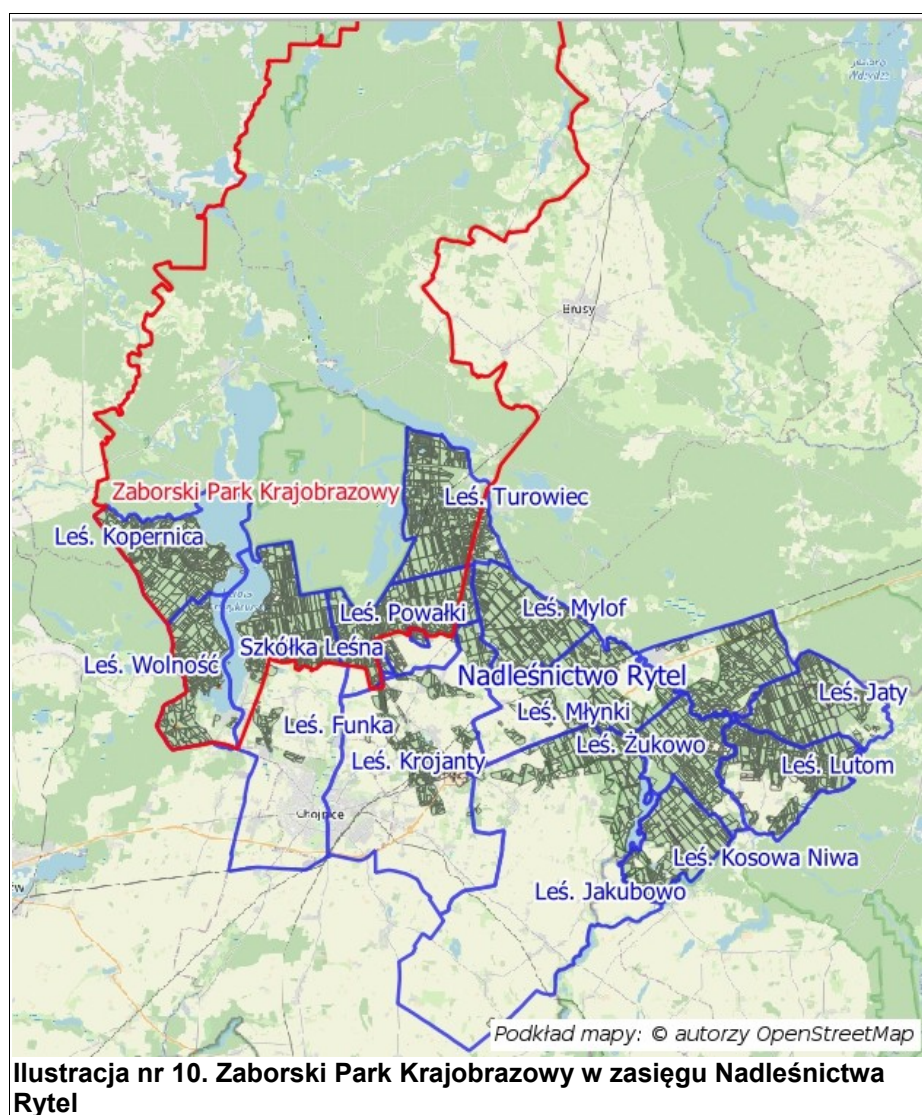 Brusy
Zaborski Park Krajobrazowy
Leś. Turowiec
Leś. Kopernica
Leś. Powałki
Leś. Mylof
Szkółka Leśna
Leś. Wolność
Nadleśnictwo Rytel
Leś. Jaty
Leś. Funka
Leś. Młynki
Leś. Żukowo
Leś. Krojanty
Leś. Lutom
Chojnice
Leś. Kosowa Niwa
Leś. Jakubowo
Podkład mapy: © autorzy OpenStreetMap
Ilustracja nr 10. Zaborski Park Krajobrazowy w zasięgu Nadleśnictwa
Rytel